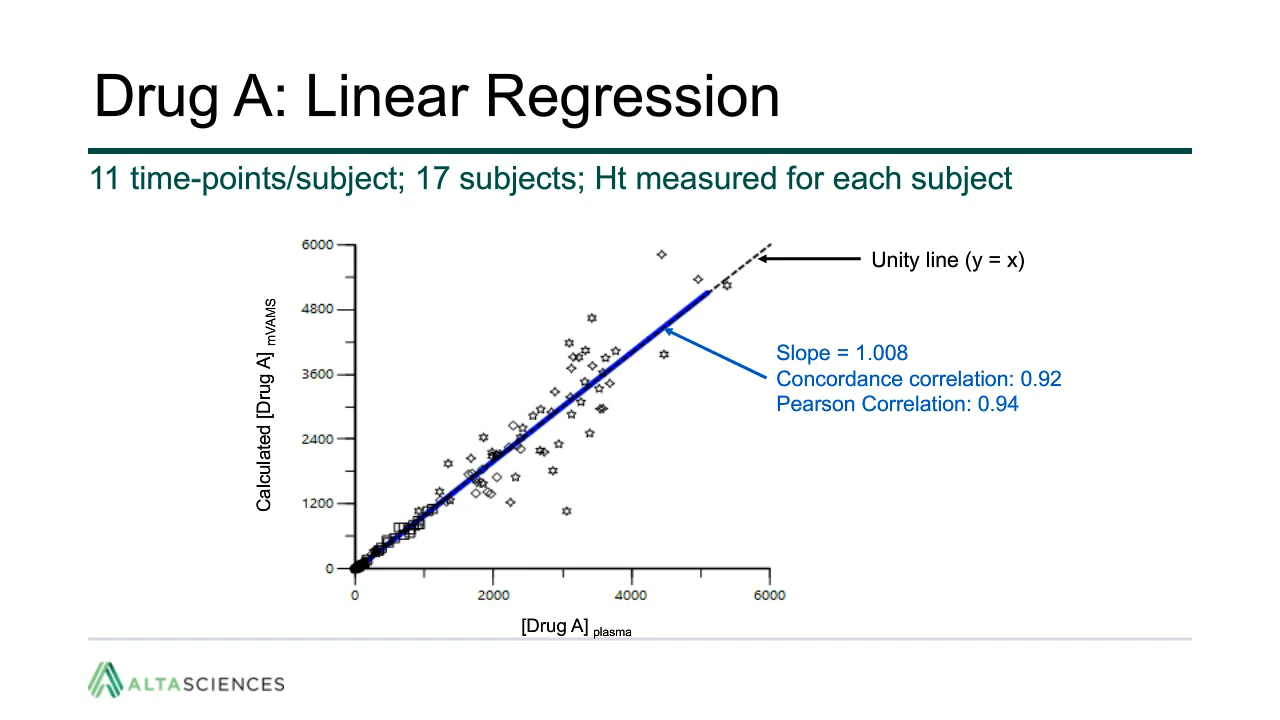 Drug A: Linear Regression
11 time-points/subject; 17 subjects; Ht measured for each subject
6000
4800
3600
2400
1200
0
Calculated [Drug A] mVAMS
Unity line (y = x)
Slope = 1.008
Concordance correlation: 0.92
Pearson Correlation: 0.94
0 2000 4000 6000
[Drug A] plasma
ALTASCIENCES